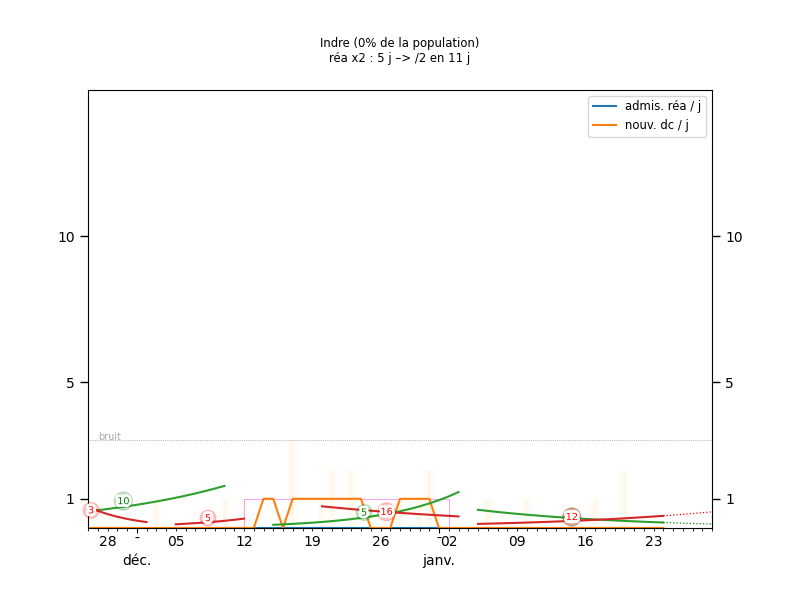 Indre (0% de la population)
réa x2 : 5 j –> /2 en 11 j
admis. réa / j
nouv. dc / j
10 10
5 5
bruit
1 1
3 10 5 5 16 12
28 - 05 12 19 26 - 02 09 16 23
déc. janv.